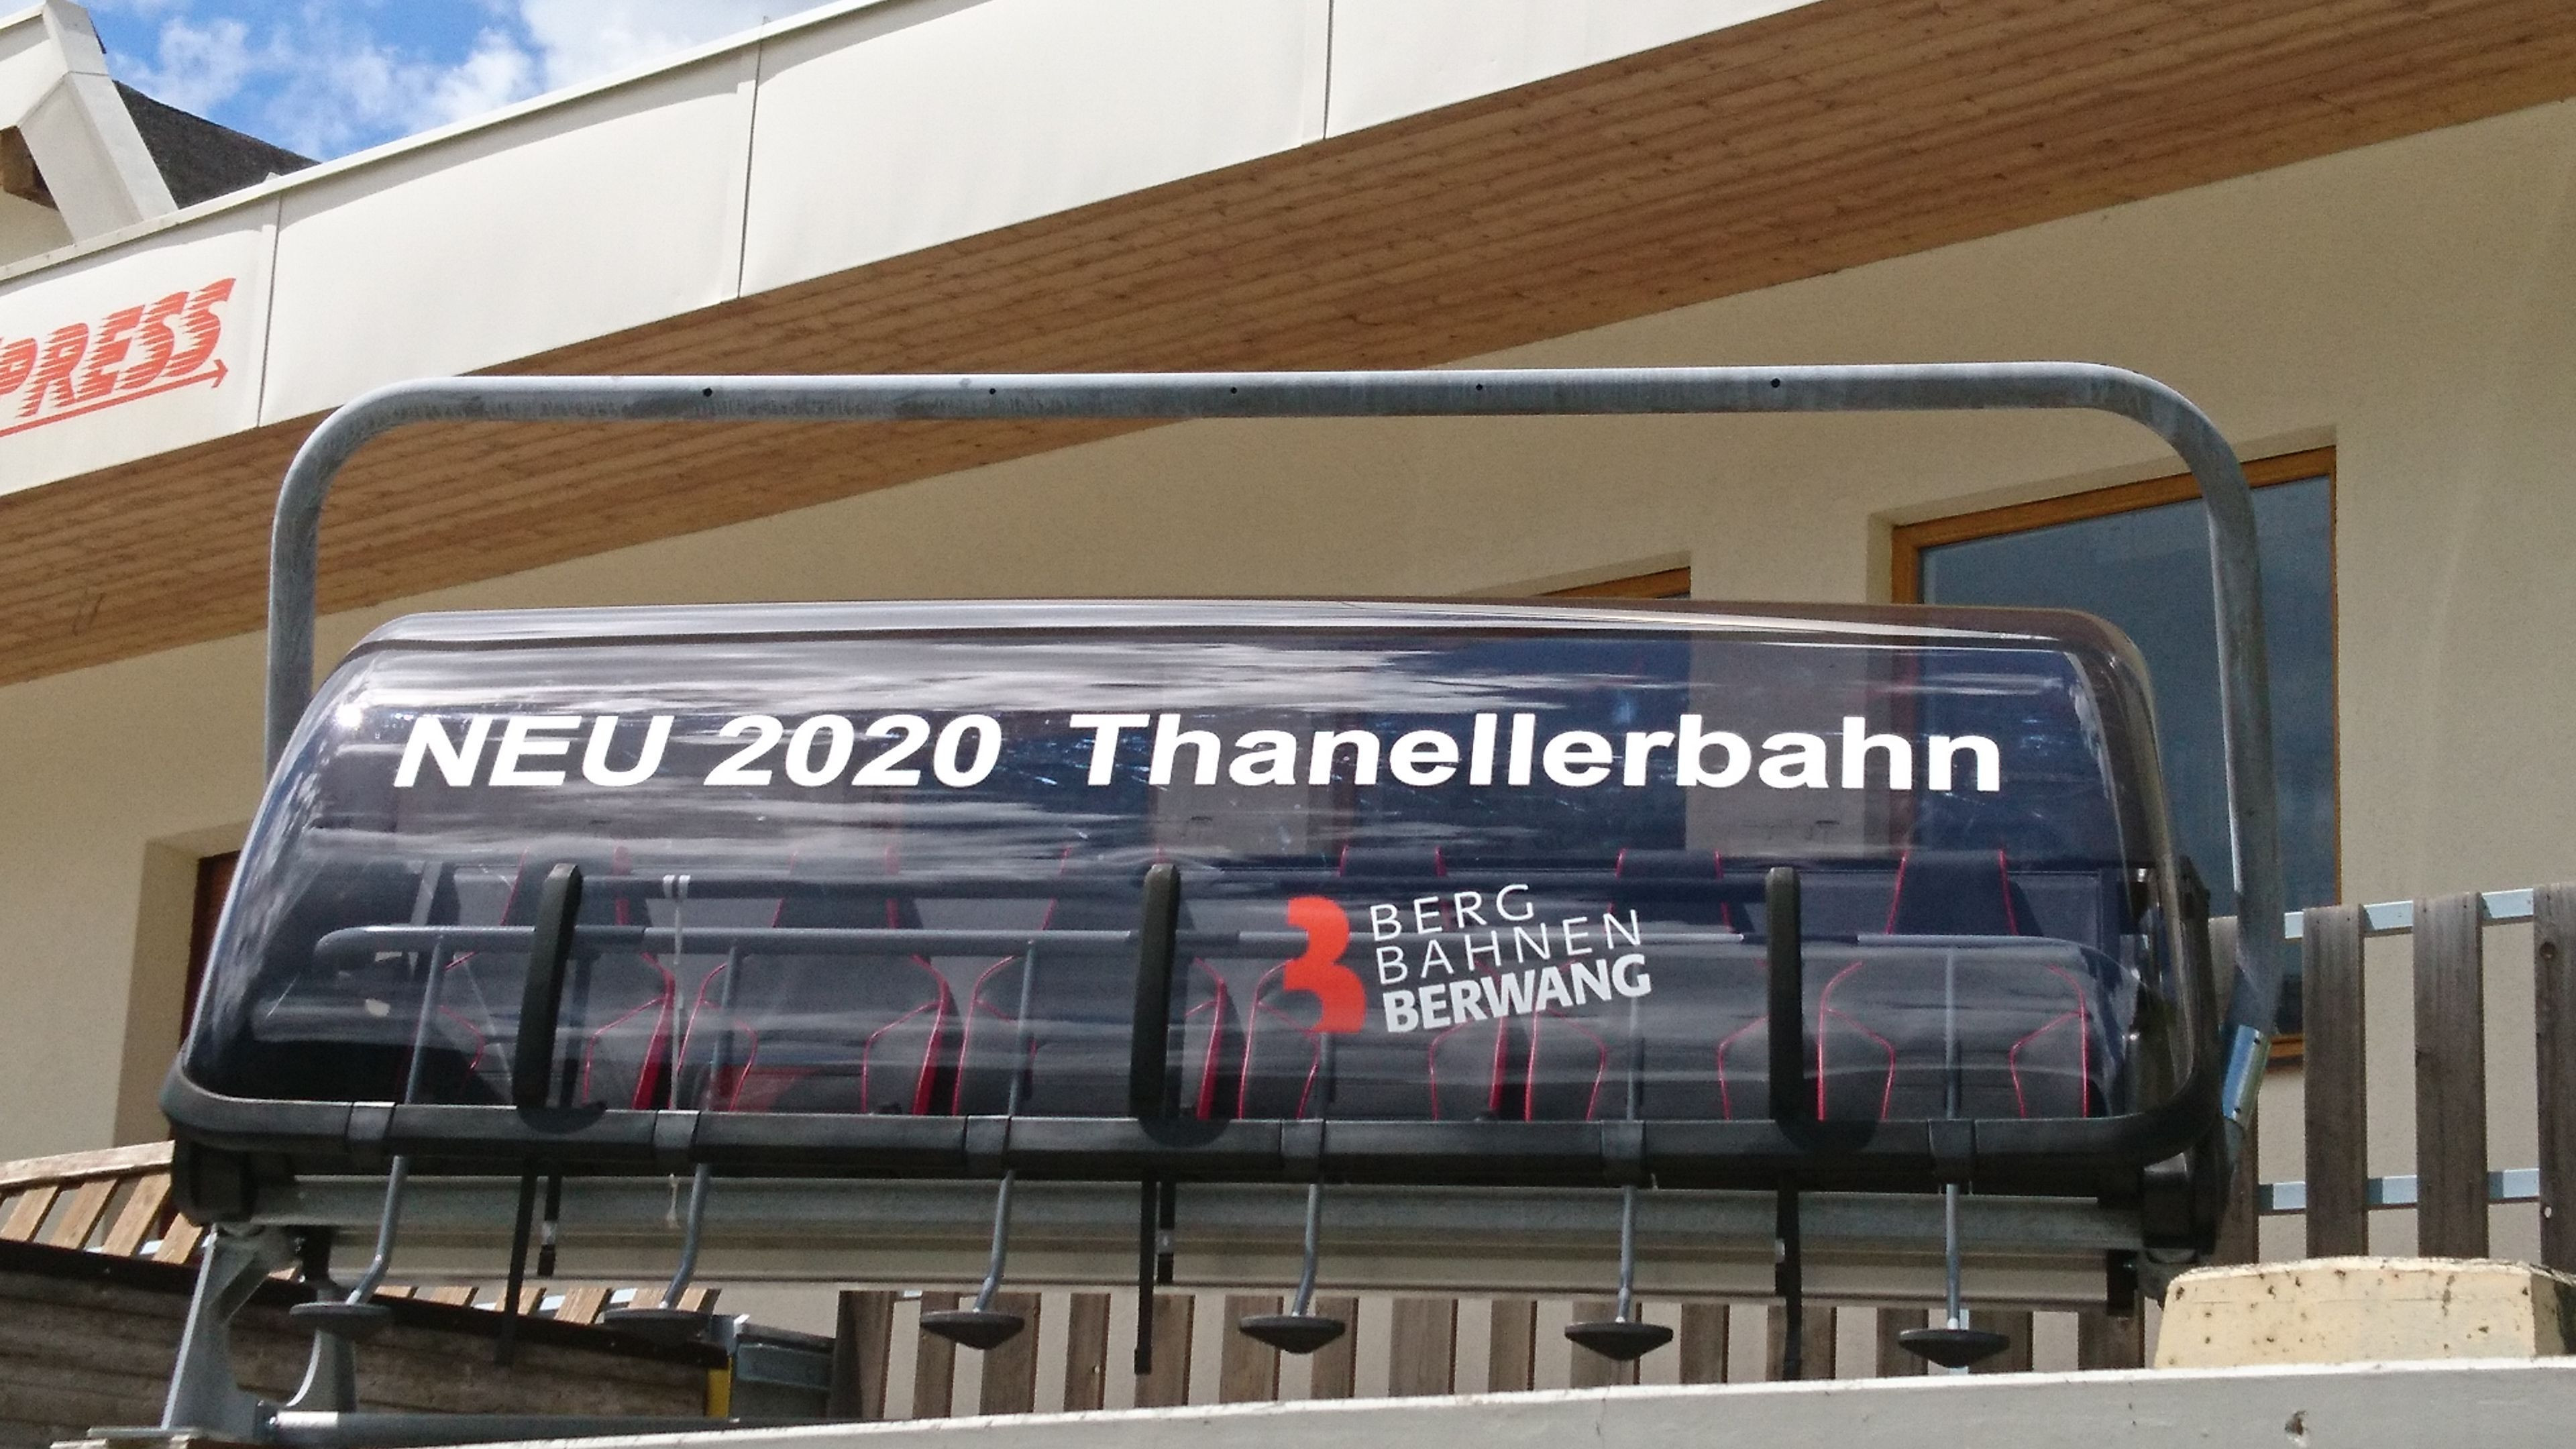 PRESS
NEU 2020 Thanellerbahn
BERG
BAHNEN
BERWANG